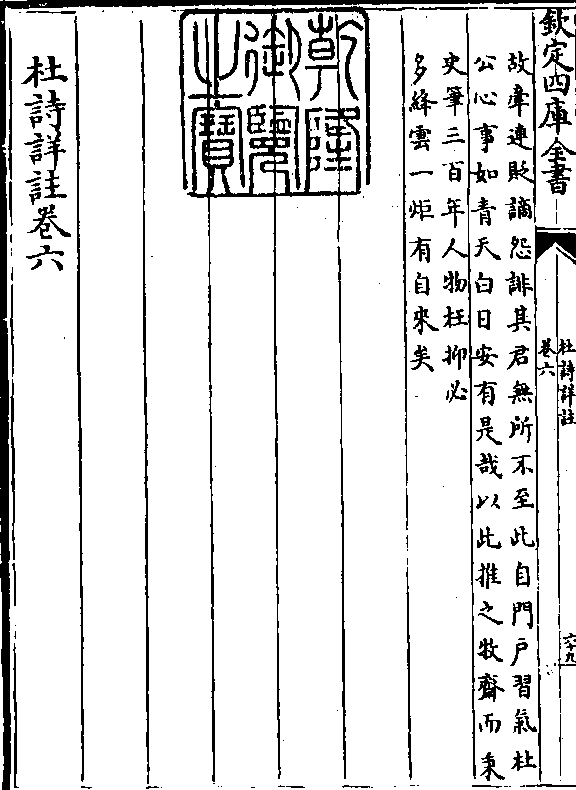 欽定四庫全書
杜詩詳註
卷六
六十九
故牽連貶謫怨誹其君無所不至此自門戶習氣杜
公心事如青天白日安有是哉以此推之牧齋而秉
史筆三百年人物枉抑必
多絳雲一炬有自來矣
乾隆
御覽
之寶
杜詩詳註卷六